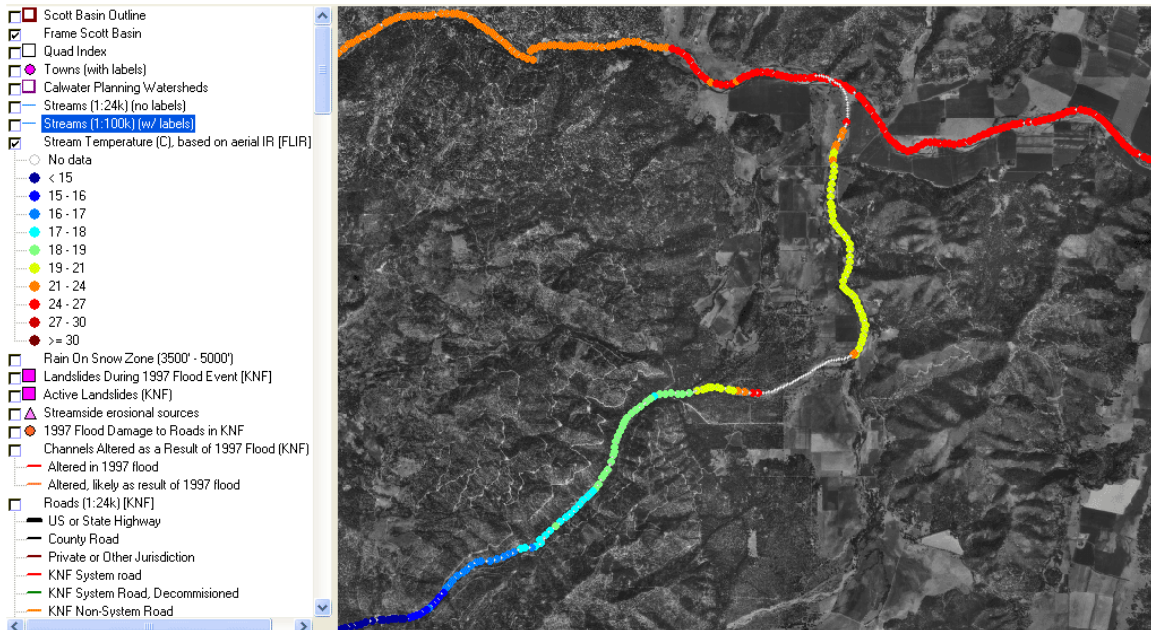 Scott Basin Outline
Frame Scott Basin
Quad Index
Towns (with labels)
Calwater Planning Watersheds
Streams (1:24k) (no labels)
Streams (1:100k) (w/ labels)
Stream Temperature (C), based on aerial IR [FLIR]
No data
< 15
15 - 16
16 - 17
17 - 18
18 - 19
19 - 21
21 - 24
24 - 27
27 - 30
>= 30
Rain On Snow Zone (3500' - 5000')
Landslides During 1997 Flood Event [KNF]
Active Landslides (KNF)
Streamside erosional sources
1997 Flood Damage to Roads in KNF
Channels Altered as a Result of 1997 Flood (KNF)
Altered in 1997 flood
Altered, likely as result of 1997 flood
Roads (1:24k) [KNF]
US or State Highway
County Road
Private or Other Jurisdiction
KNF System road
KNF System Road, Decommisioned
KNF Non-System Road